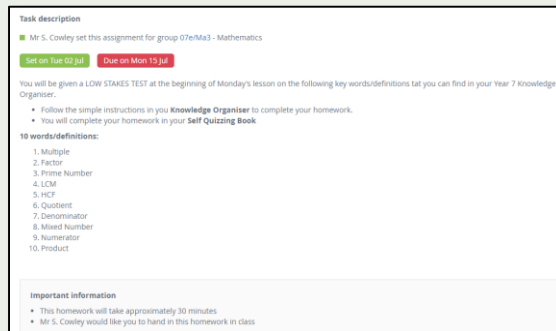 Task description
Mr S. Cowley set this assignment for group 07e/Ma3 - Mathematics
Set on Tue 02 Jul Due on Mon 15 Jul
You will be given a LOW STAKES TEST at the beginning of Monday's lesson on the following key words/definitions tat you can find in your Year 7 Knowledge
Organiser.
• Follow the simple instructions in you Knowledge Organiser to complete your homework.
• You will complete your homework in your Self Quizzing Book
10 words/definitions:
1. Multiple
2. Factor
3. Prime Number
4. LCM
5. HCF
6. Quotient
7. Denominator
8. Mixed Number
9. Numerator
10. Product
Important information
• This homework will take approximately 30 minutes
• Mr S. Cowley would like you to hand in this homework in class